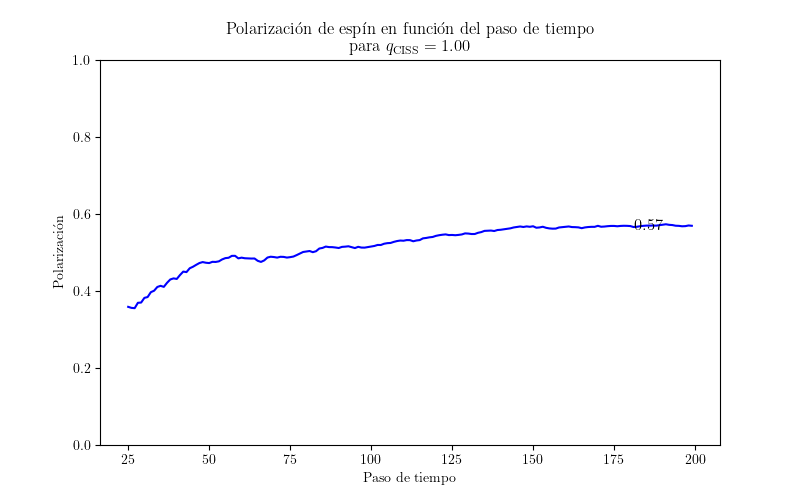 Polarización de espín en función del paso de tiempo
para qCISS = 1.00
1.0
0.8
0.6
0.4
0.2
0.0
Polarización
0.57
25 50 75 100 125 150 175 200
Paso de tiempo